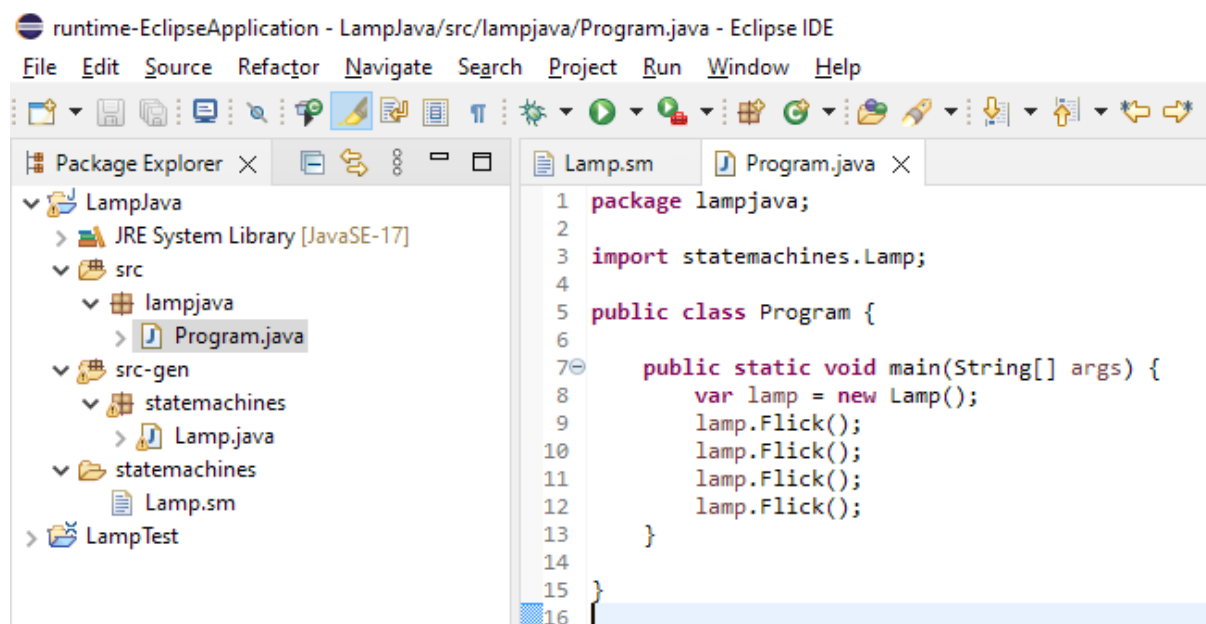 runtime-EclipseApplication - LampJava/src/lampjava/Program.java - Eclipse IDE
File Edit Source Refactor Navigate Search Project Run Window Help
Package Explorer
LampJava
JRE System Library [JavaSE-17]
src
lampjava
Program.java
src-gen
statemachines
Lamp.java
statemachines
Lamp.sm
LampTest
Lamp.sm Program.java
1 package lampjava;
2
3 import statemachines.Lamp;
4
5 public class Program {
6
7 public static void main(String[] args) {
8 var lamp = new Lamp();
9 lamp.Flick();
10 lamp.Flick();
11 lamp.Flick();
12 lamp.Flick();
13 }
14
15 }
16